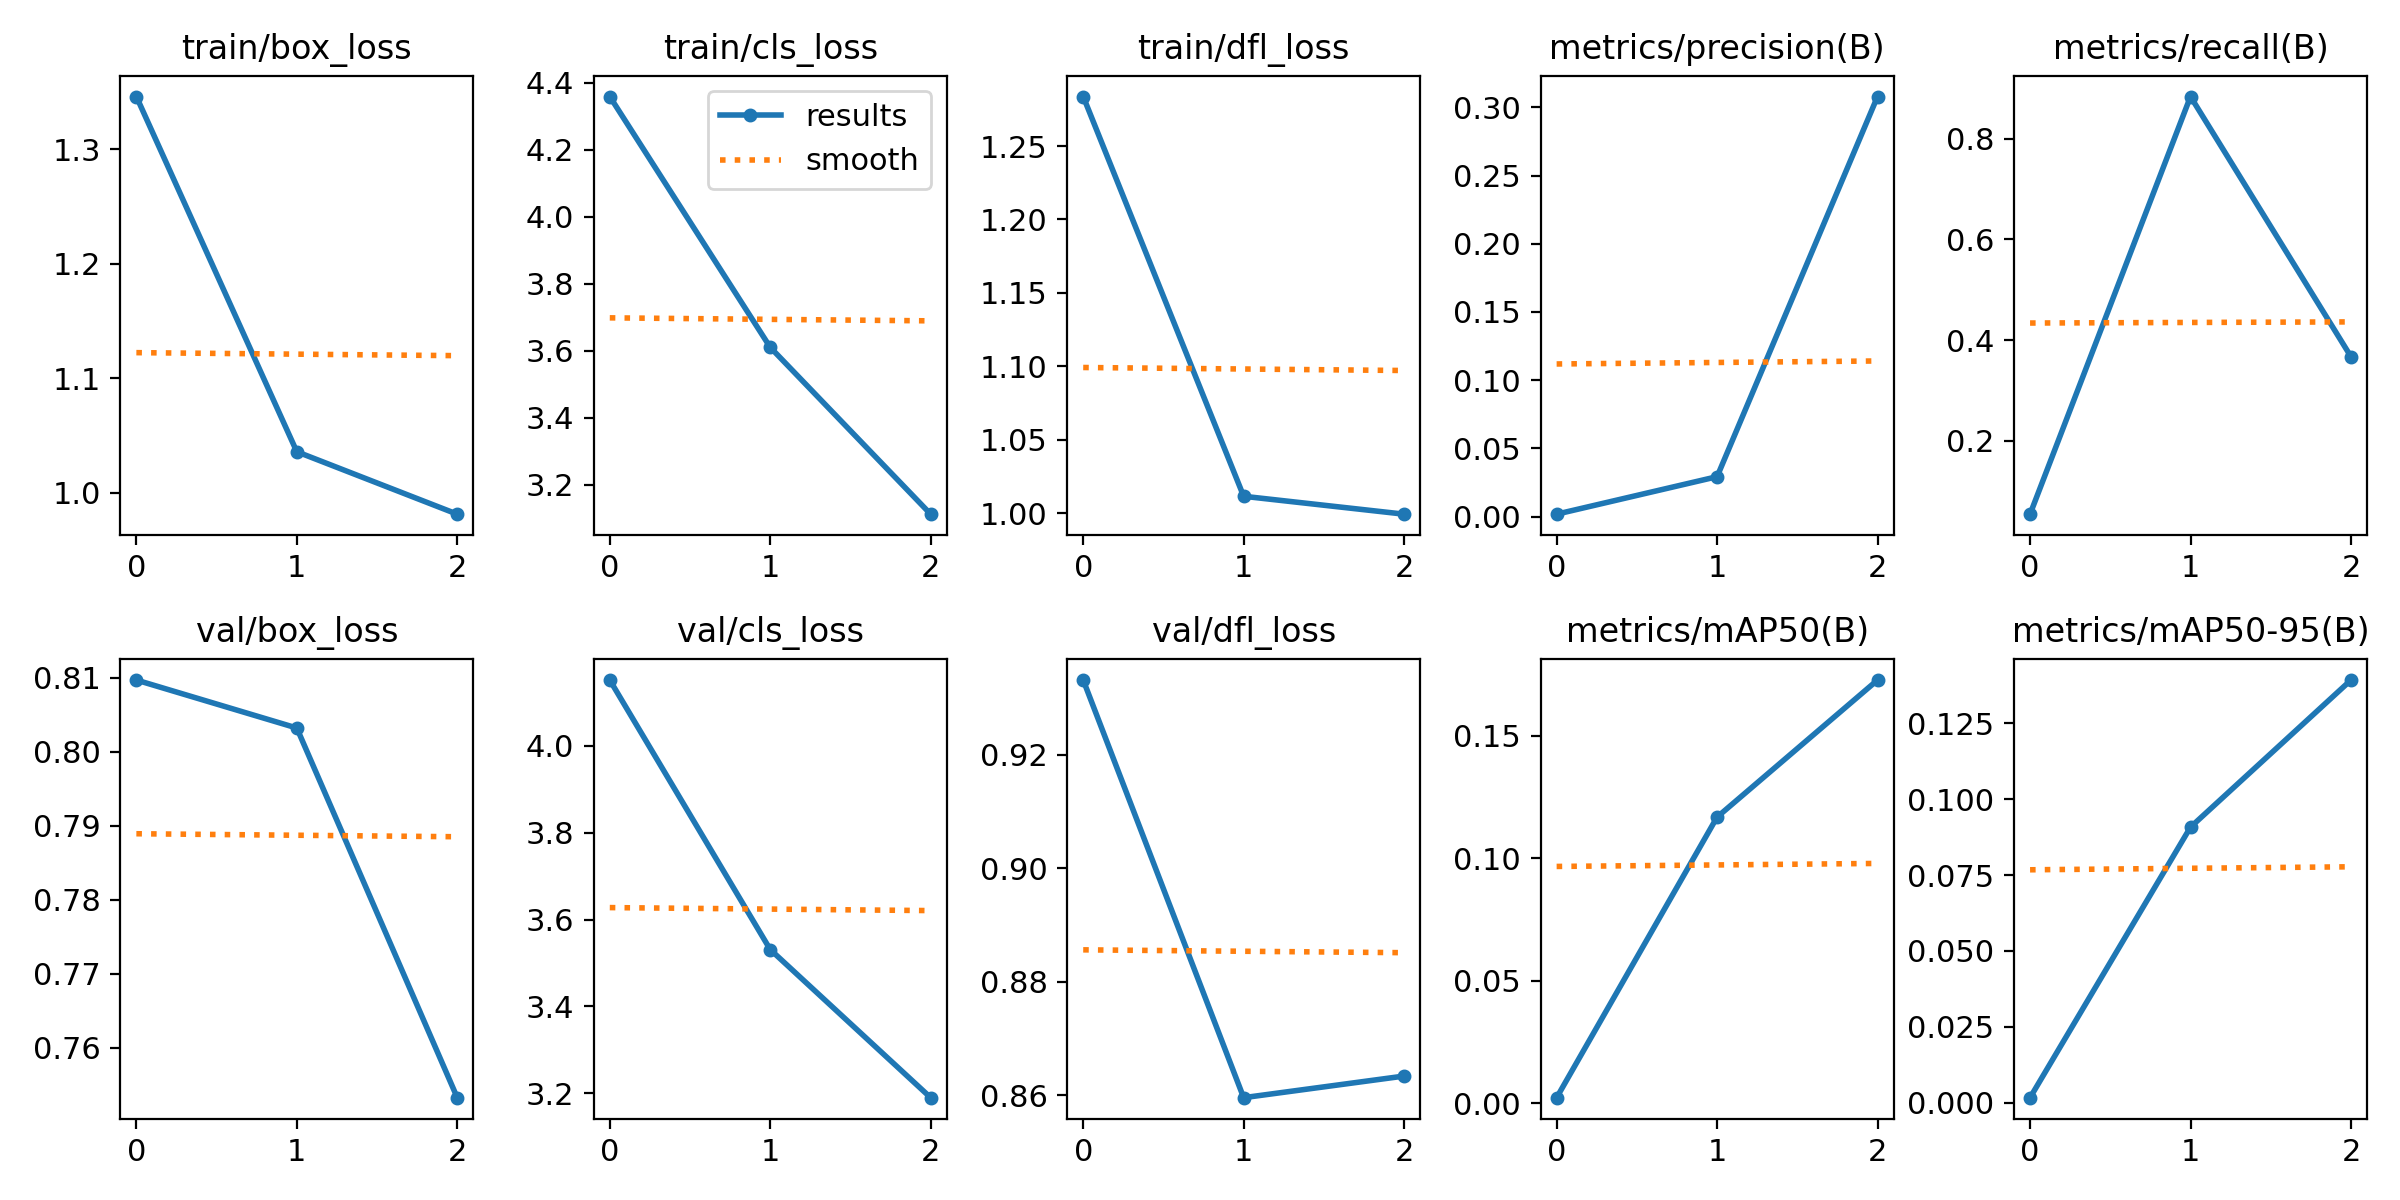 train/box_loss
1.3
1.2
1.1
1.0
0 1 2
train/cls_loss
results
smooth
4.4
4.2
4.0
3.8
3.6
3.4
3.2
0 1 2
train/dfl_loss
1.25
1.20
1.15
1.10
1.05
1.00
0 1 2
metrics/precision(B)
0.30
0.25
0.20
0.15
0.10
0.05
0.00
0 1 2
metrics/recall(B)
0.8
0.6
0.4
0.2
0 1 2
val/box_loss
0.81
0.80
0.79
0.78
0.77
0.76
0 1 2
val/cls_loss
4.0
3.8
3.6
3.4
3.2
0 1 2
val/dfl_loss
0.92
0.90
0.88
0.86
0 1 2
metrics/mAP50(B)
0.15
0.10
0.05
0.00
0 1 2
metrics/mAP50-95(B)
0.125
0.100
0.075
0.050
0.025
0.000
0 1 2